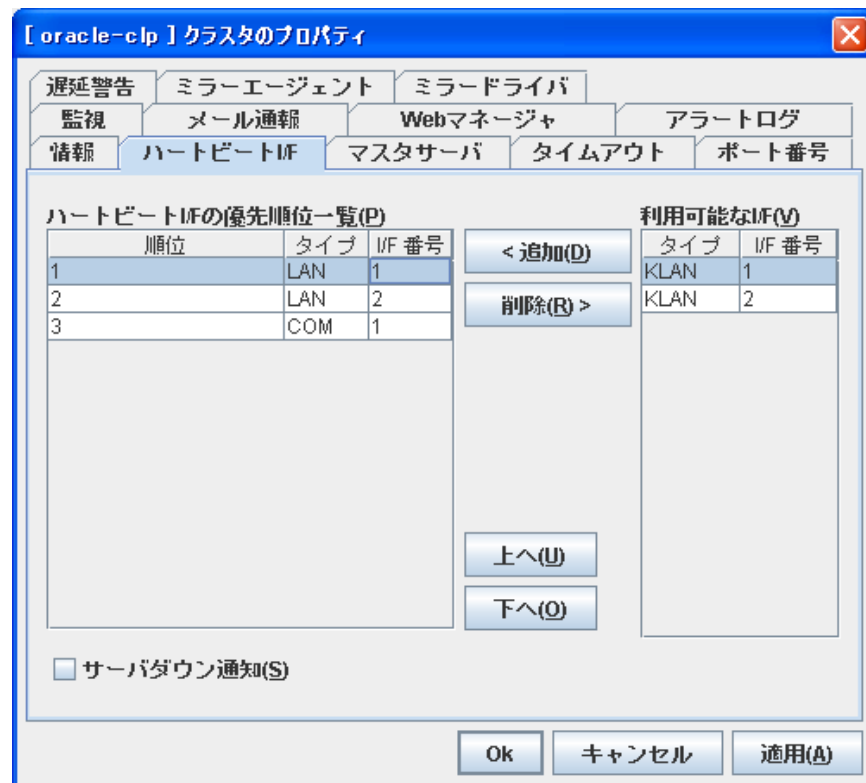 [ oracle-clp ] クラスタのプロパティ
遅延警告 ミラーエージェント ミラードライバ
監視 メール通報 Webマネージャ アラートログ
情報 ハートビートI/F マスタサーバ タイムアウト ポート番号
ハートビートI/Fの優先順位一覧(P) 利用可能なI/F(V)
順位 タイプ I/F 番号 < 追加(D) タイプ I/F 番号
1 LAN 1 KLAN 1
2 LAN 2 削除(R) > KLAN 2
3 COM 1
上へ(U)
下へ(O)
サーバダウン通知(S)
Ok キャンセル 適用(A)